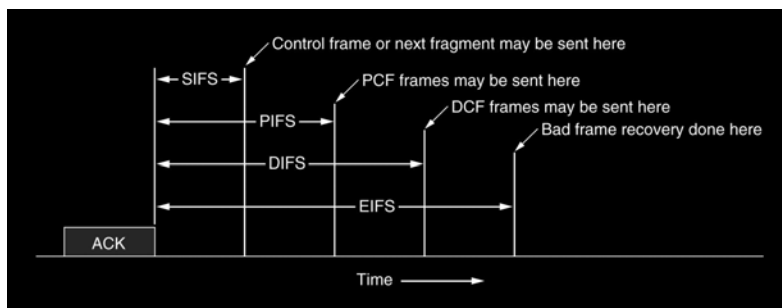 Control frame or next fragment may be sent here
SIFS
PCF frames may be sent here
PIFS
DCF frames may be sent here
Bad frame recovery done here
DIFS
EIFS
ACK
Time